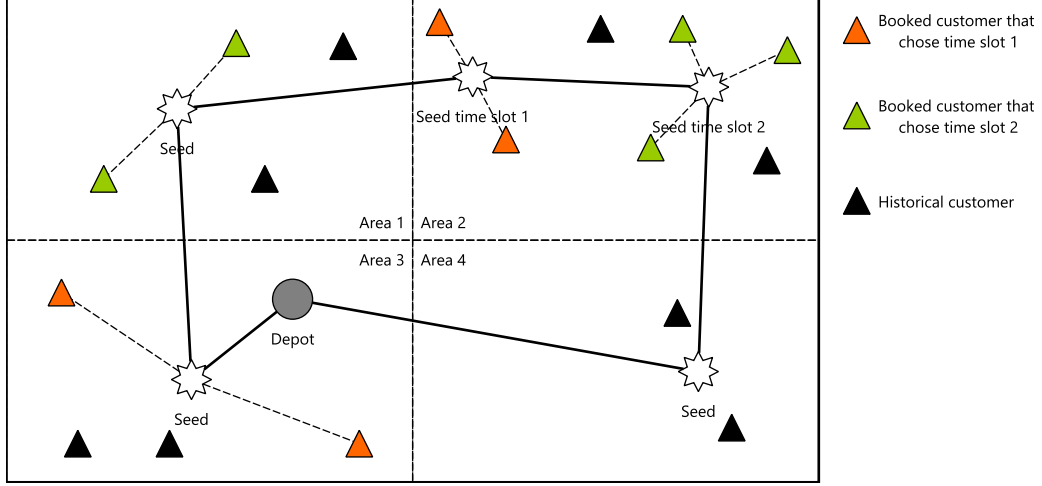 Booked customer that
chose time slot 1
Seed time slot 1
Seed time slot 2
Booked customer that
chose time slot 2
Seed
Historical customer
Area 1
Area 2
Area 3
Area 4
Depot
Seed
Seed